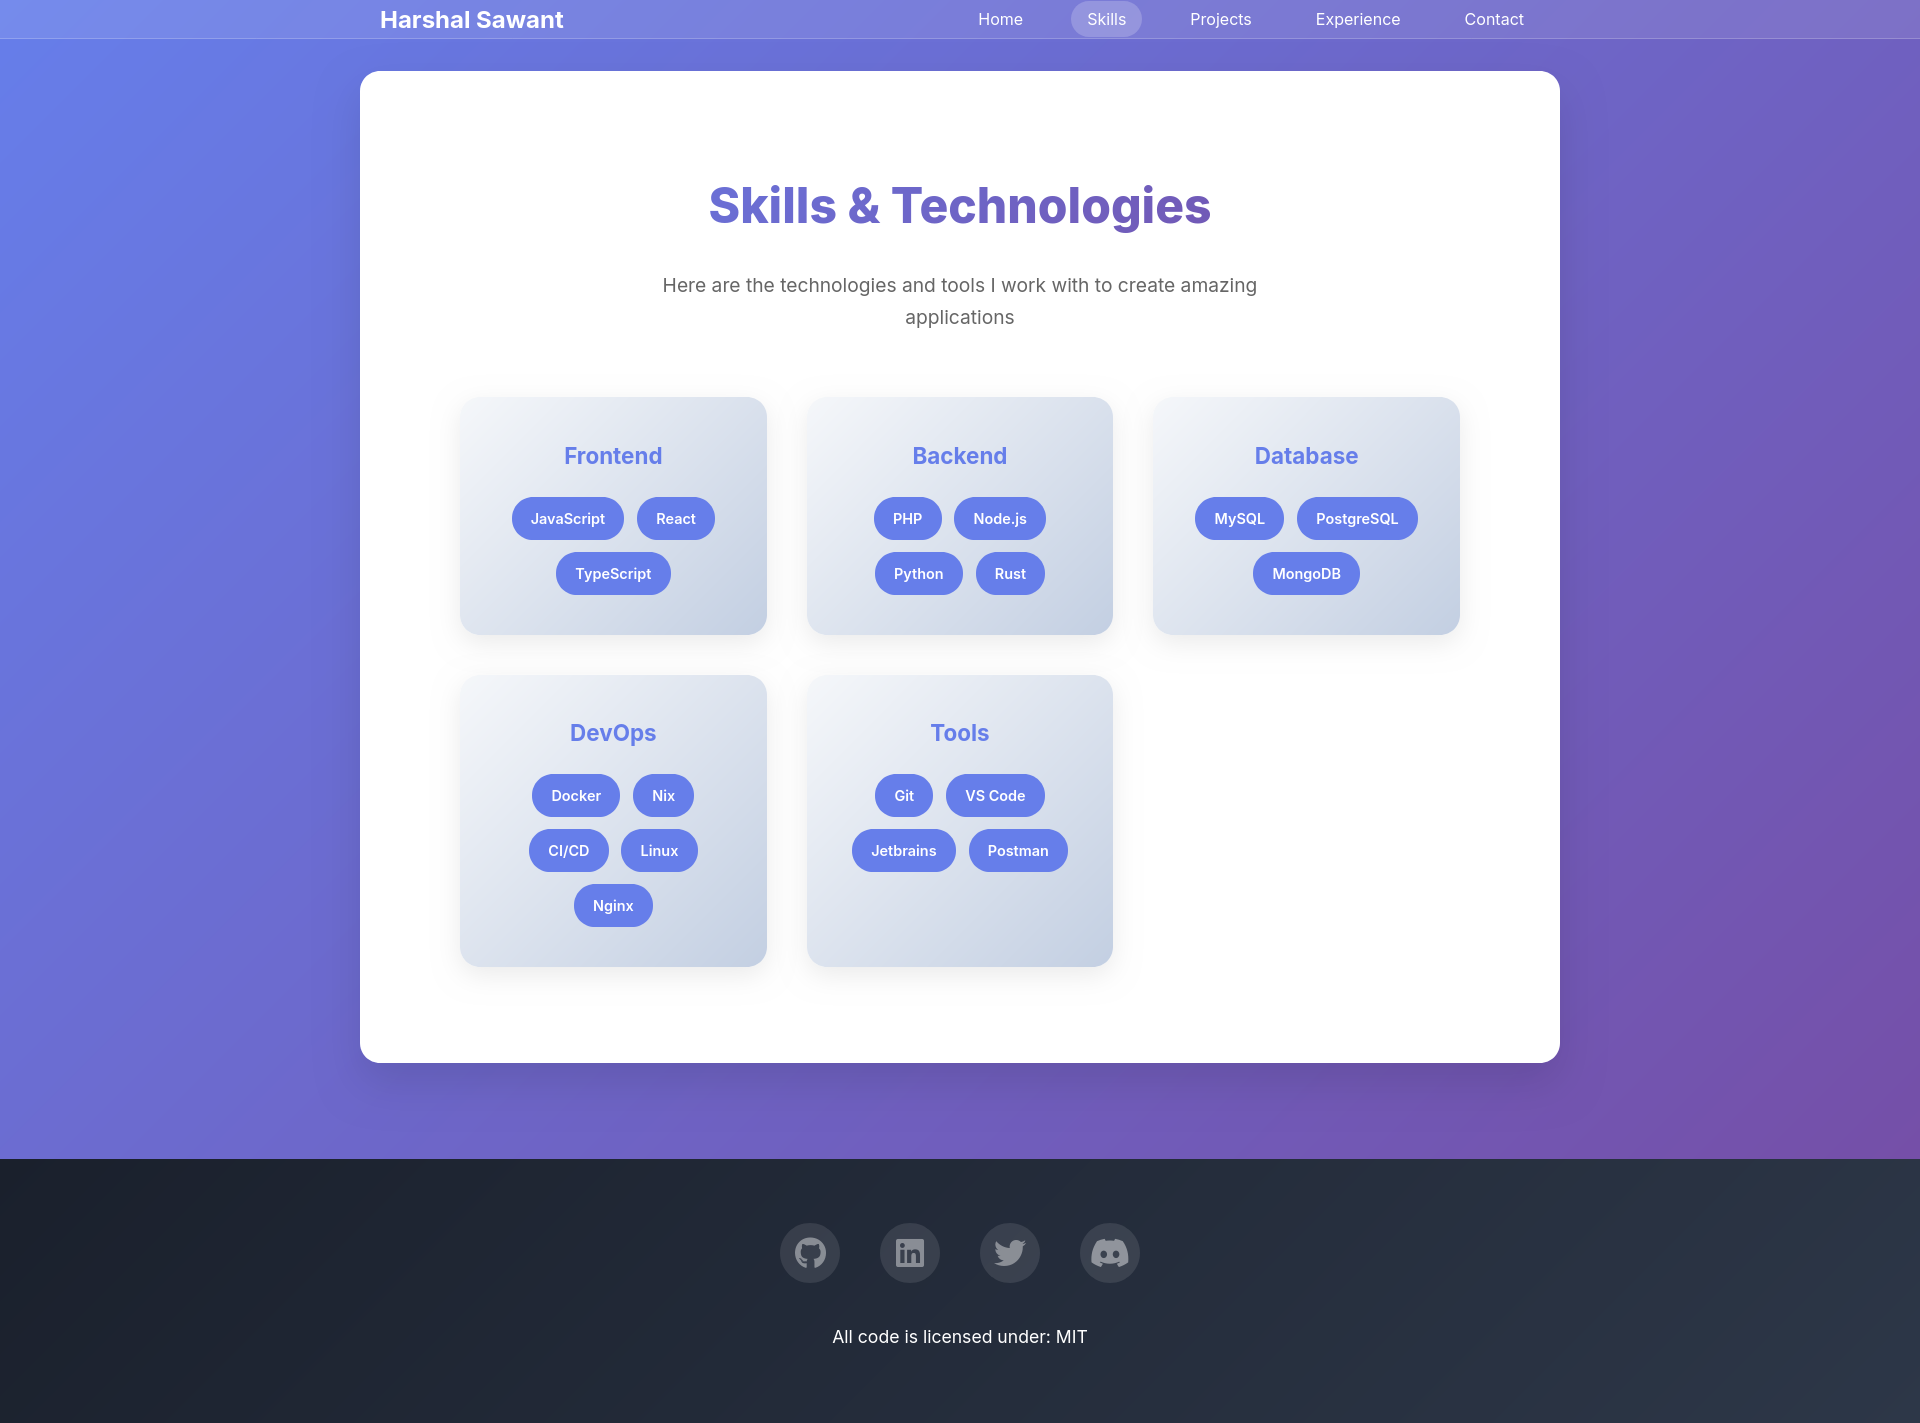 Harshal Sawant
Home Skills Projects Experience Contact
Skills & Technologies
Here are the technologies and tools I work with to create amazing
applications
Frontend
JavaScript React
TypeScript
Backend
PHP Node.js
Python Rust
Database
MySQL PostgreSQL
MongoDB
DevOps
Docker Nix
CI/CD Linux
Nginx
Tools
Git VS Code
Jetbrains Postman
All code is licensed under: MIT